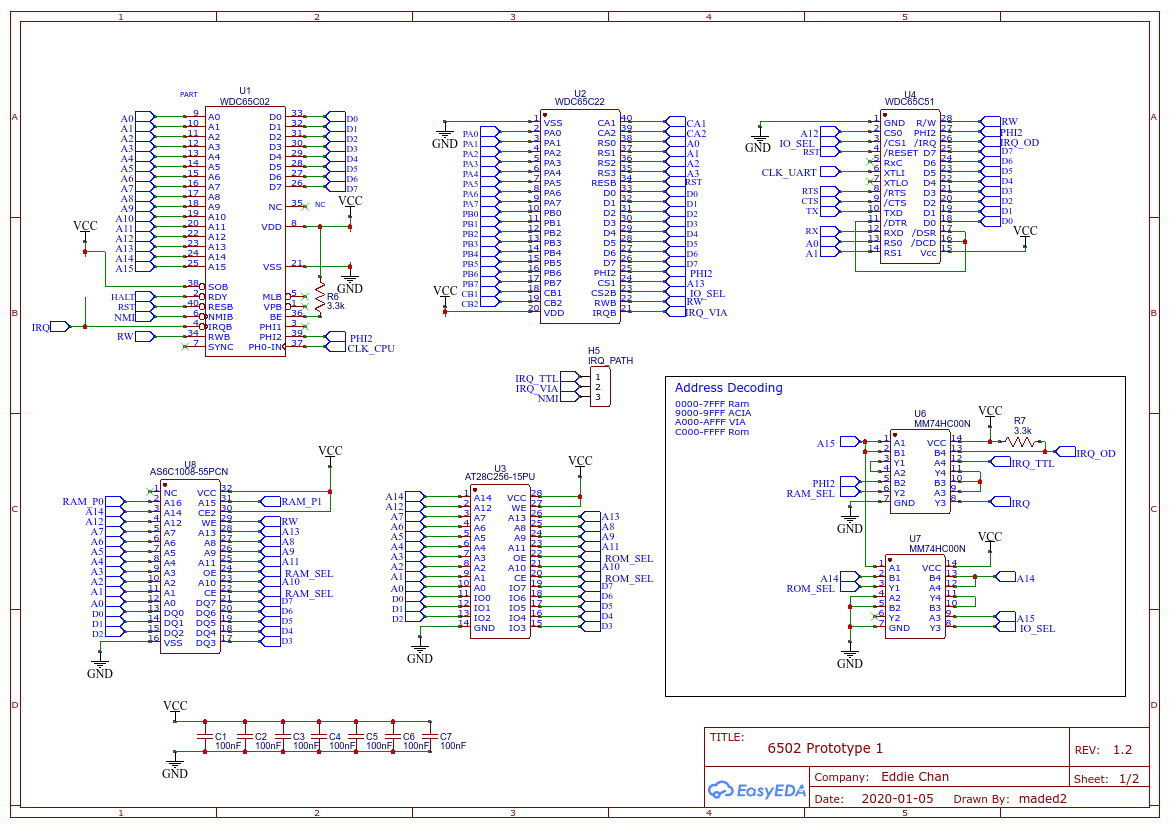 1 2 3 4 5
A
B
C
D
U1
WDC65C02
PART
A0 9 A0
A1 10 A1
A2 11 A2
A3 12 A3
A4 13 A4
A5 14 A5
A6 15 A6
A7 16 A7
A8 17 A8
A9 18 A9
A10 19 A10
A11 20 A11
A12 22 A12
A13 23 A13
A14 24 A14
A15 25 A15
VCC
38 SOB
HALT 2 RDY
RST 40 RESB
NMI 6 NMIB
IRQ 4 IRQB
RW 34 RWB
7 SYNC
D0 33 D0
D1 32 D1
D2 31 D2
D3 30 D3
D4 29 D4
D5 28 D5
D6 27 D6
D7 26 D7
NC 35 NC
VCC
VDD 8
VSS 21
GND
MLB 5
VPB 1
BE 36
PHI1 3
PHI2 39 PHI2
PH0-IN 37 CLK_CPU
R6
3.3k
U2
WDC65C22
GND
1 VSS
PA0 2 PA0
PA1 3 PA1
PA2 4 PA2
PA3 5 PA3
PA4 6 PA4
PA5 7 PA5
PA6 8 PA6
PA7 9 PA7
PB0 10 PB0
PB1 11 PB1
PB2 12 PB2
PB3 13 PB3
PB4 14 PB4
PB5 15 PB5
PB6 16 PB6
PB7 17 PB7
CB1 18 CB1
CB2 19 CB2
VCC 20 VDD
CA1 40 CA1
CA2 39 CA2
RS0 38 A0
RS1 37 A1
RS2 36 A2
RS3 35 A3
RESB 34 RST
D0 33 D0
D1 32 D1
D2 31 D2
D3 30 D3
D4 29 D4
D5 28 D5
D6 27 D6
D7 26 D7
PHI2 25 PHI2
CS1 24 A13
CS2B 23 IO_SEL
RWB 22 RW
IRQB 21 IRQ_VIA
U4
WDC65C51
GND
1 GND
A12 2 CS0
IO_SEL 3 /CS1
RST 4 /RESET
5 RxC
CLK_UART 6 XTLI
7 XTLO
RTS 8 /RTS
CTS 9 /CTS
TX 10 TXD
11 /DTR
RX 12 RXD
A0 13 RS0
A1 14 RS1
R/W 28 RW
PHI2 27 PHI2
/IRQ 26 IRQ_OD
D7 25 D7
D6 24 D6
D5 23 D5
D4 22 D4
D3 21 D3
D2 20 D2
D1 19 D1
D0 18 D0
/DSR 17
/DCD 16
Vcc 15
VCC
H5
IRQ_PATH
IRQ_TTL 1
IRQ_VIA 2
NMI 3
Address Decoding
0000-7FFF Ram
9000-9FFF ACIA
A000-AFFF VIA
C000-FFFF Rom
U6
MM74HC00N
VCC
R7
3.3k
A15 1 A1
2 B1
3 Y1
4 A2
PHI2 5 B2
RAM_SEL 6 Y2
7 GND
GND
VCC 14
B4 13 IRQ_OD
A4 12 IRQ_TTL
Y4 11
B3 10
A3 9
Y3 8 IRQ
U7
MM74HC00N
VCC
1 A1
A14 2 B1
ROM_SEL 3 Y1
4 A2
5 B2
6 Y2
7 GND
GND
VCC 14
B4 13 A14
A4 12
Y4 11
B3 10
A3 9 A15
Y3 8 IO_SEL
U8
AS6C1008-55PCN
1 NC
RAM_P0 2 A16
A14 3 A14
A12 4 A12
A7 5 A7
A6 6 A6
A5 7 A5
A4 8 A4
A3 9 A3
A2 10 A2
A1 11 A1
A0 12 A0
D0 13 DQ0
D1 14 DQ1
D2 15 DQ2
16 VSS
GND
VCC
VCC 32
A15 31 RAM_P1
CE2 30
WE 29 RW
A13 28 A13
A8 27 A8
A9 26 A9
A11 25 A11
OE 24 RAM_SEL
A10 23 A10
CE 22 RAM_SEL
DQ7 21 D7
DQ6 20 D6
DQ5 19 D5
DQ4 18 D4
DQ3 17 D3
U3
AT28C256-15PU
A14 1 A14
A12 2 A12
A7 3 A7
A6 4 A6
A5 5 A5
A4 6 A4
A3 7 A3
A2 8 A2
A1 9 A1
A0 10 A0
D0 11 IO0
D1 12 IO1
D2 13 IO2
14 GND
GND
VCC
VCC 28
WE 27
A13 26 A13
A8 25 A8
A9 24 A9
A11 23 A11
OE 22 ROM_SEL
A10 21 A10
CE 20 ROM_SEL
IO7 19 D7
IO6 18 D6
IO5 17 D5
IO4 16 D4
IO3 15 D3
VCC
C1 100nF
C2 100nF
C3 100nF
C4 100nF
C5 100nF
C6 100nF
C7 100nF
GND
TITLE:
6502 Prototype 1
REV: 1.2
EasyEDA
Company: Eddie Chan
Sheet: 1/2
Date: 2020-01-05 Drawn By: maded2
A
B
C
D
1 2 3 4 5